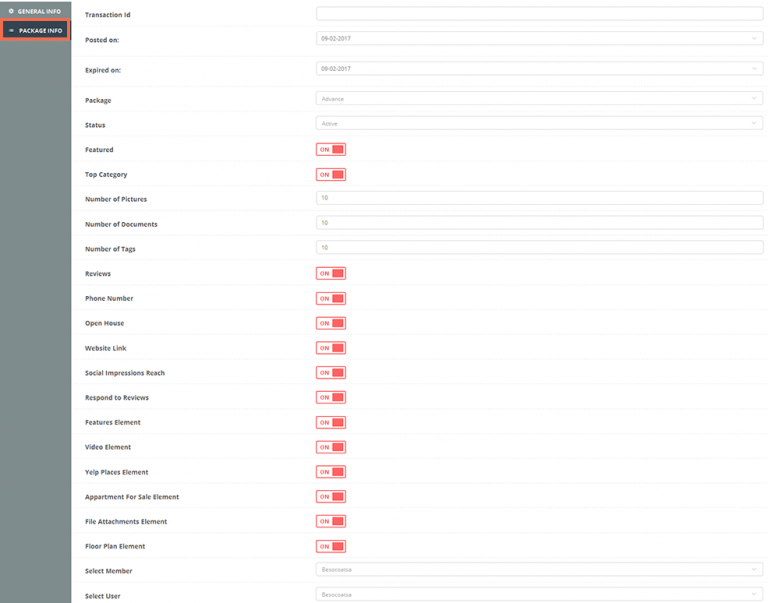 GENERAL INFO
PACKAGE INFO
Transaction Id
Posted on: 09-02-2017
Expired on: 09-02-2017
Package Advance
Status Active
Featured ON
Top Category ON
Number of Pictures 10
Number of Documents 10
Number of Tags 10
Reviews ON
Phone Number ON
Open House ON
Website Link ON
Social Impressions Reach ON
Respond to Reviews ON
Features Element ON
Video Element ON
Yelp Places Element ON
Appartment For Sale Element ON
File Attachments Element ON
Floor Plan Element ON
Select Member
Select User